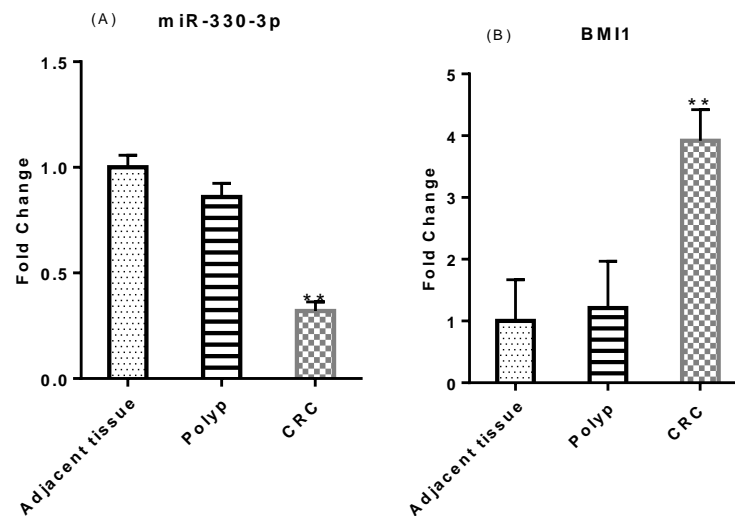 (A) miR-330-3p
Fold Change
1.5
1.0
0.5
0.0
**
Adjacent tissue
Polyp
CRC
(B) BMI1
Fold Change
5
4
3
2
1
0
**
Adjacent tissue
Polyp
CRC